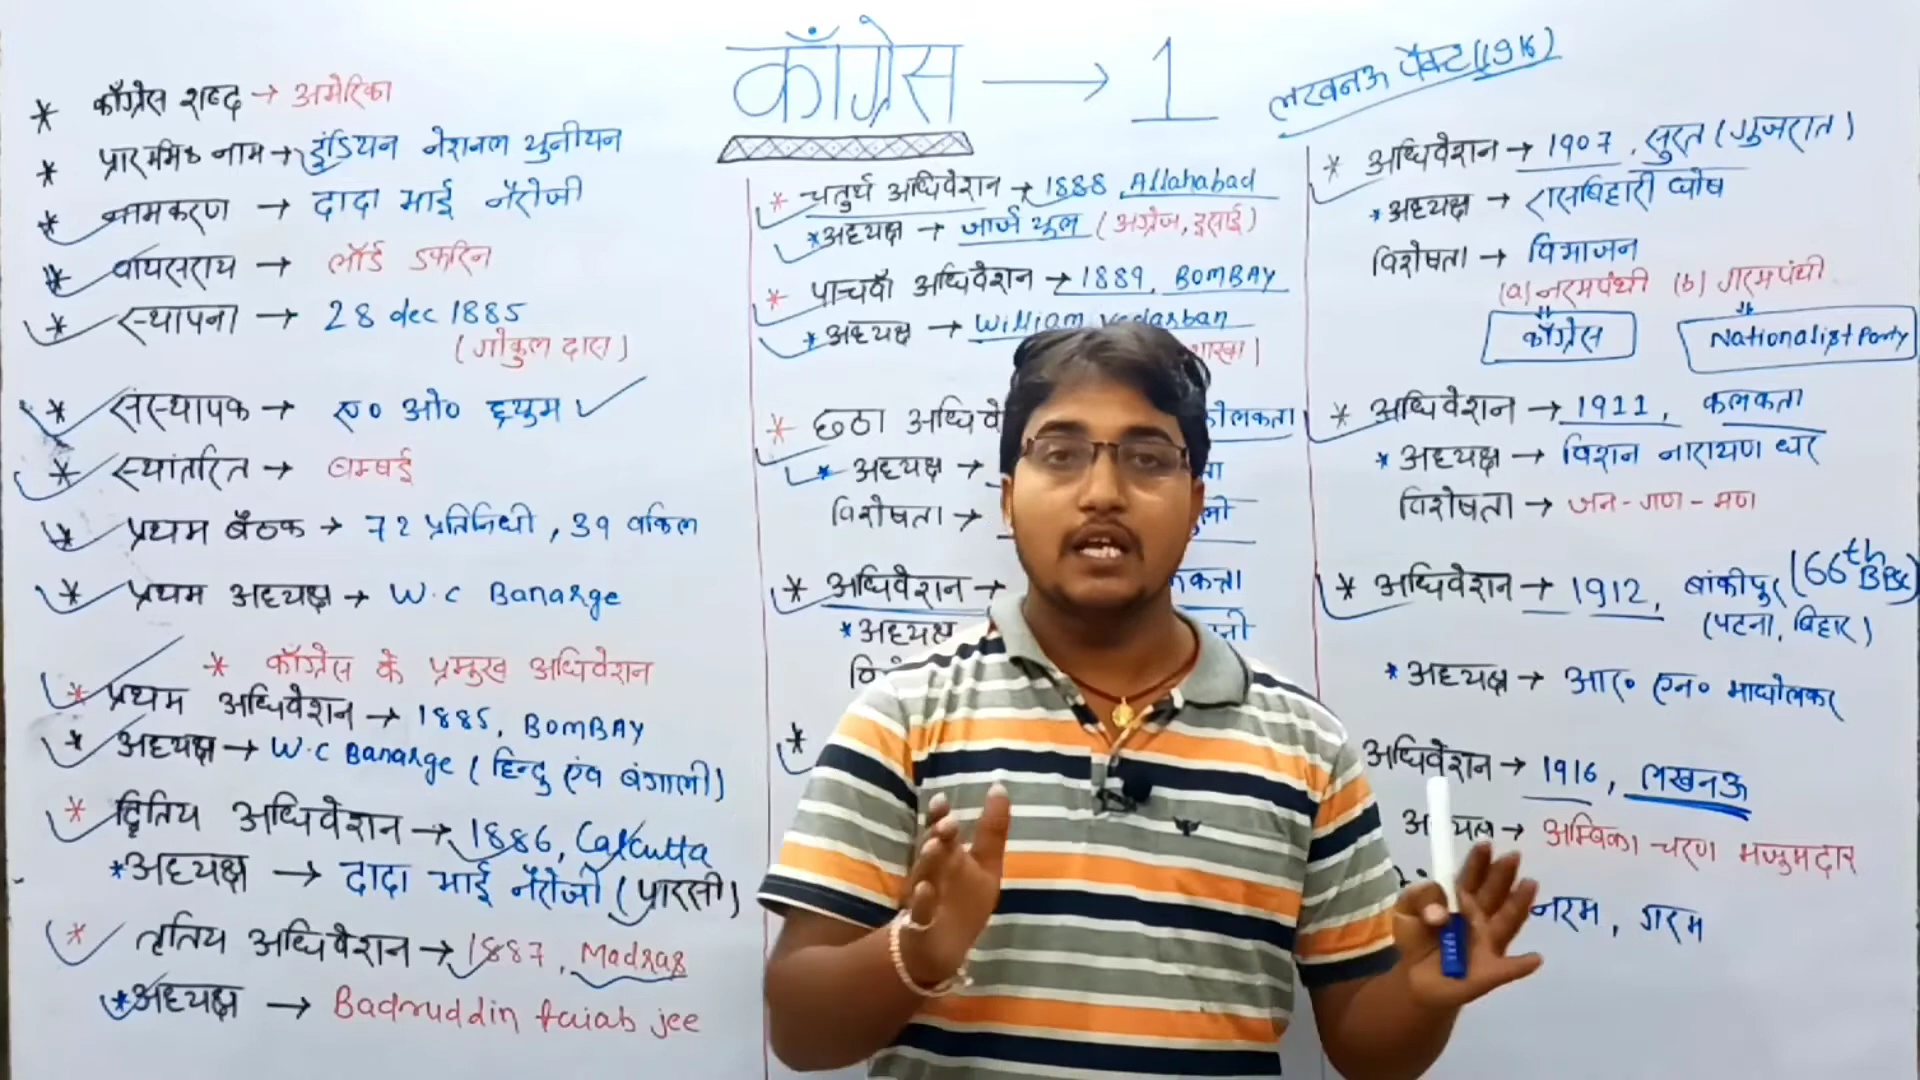 काँग्रेस → 1
* काँग्रेस शब्द → अमेरिका
* प्रारम्भिक नाम → इंडियन नेशनल युनीयन
* नामकरण → दादा भाई नैरोजी
* वायसराय → लॉर्ड डफरिन
* स्थापना → 28 dec 1885
(गोकुल दास)
* संस्थापक → ए० ओ० ह्युम
* स्थांतरित → बम्बई
* प्रथम बैठक → 72 प्रतिनिधी, 39 वकिल
* प्रथम अध्यक्ष → W.C Banarge
* काँग्रेस के प्रमुख अधिवेशन
* प्रथम अधिवेशन → 1885, BOMBAY
* अध्यक्ष → W.C Banarge (हिन्दु एंव बंगाली)
* द्वितिय अधिवेशन → 1886, Calcutta
* अध्यक्ष → दादा भाई नैरोजी (पारसी)
* तृतिय अधिवेशन → 1887, Madras
* अध्यक्ष → Badruddin taiab jee
* चतुर्थ अधिवेशन → 1888, Allahabad
* अध्यक्ष → जार्ज युल (अंग्रेज, इसाई)
* पाचवाँ अधिवेशन → 1889, BOMBAY
* अध्यक्ष → William
* छठा
* अध्यक्ष →
विशेषता →
* अधिवेशन →
* अध्यक्ष
*
लखनऊ पैक्ट (1916)
* अधिवेशन → 1907, सुरत (गुजरात)
* अध्यक्ष → रासबिहारी घोष
विशेषता → विभाजन
(a) नरमपंथी (b) गरमपंथी
काँग्रेस Nationalist Party
* अधिवेशन → 1911, कलकता
* अध्यक्ष → विशन नारायण धर
विशेषता → जन-गण-मण
* अधिवेशन → 1912, बांकीपुर (66th BPSC)
(पटना, बिहार)
* अध्यक्ष → आर० एन० माधोलकर
अधिवेशन → 1916, लखनऊ
→ अम्बिका चरण मजुमदार
नरम, गरम